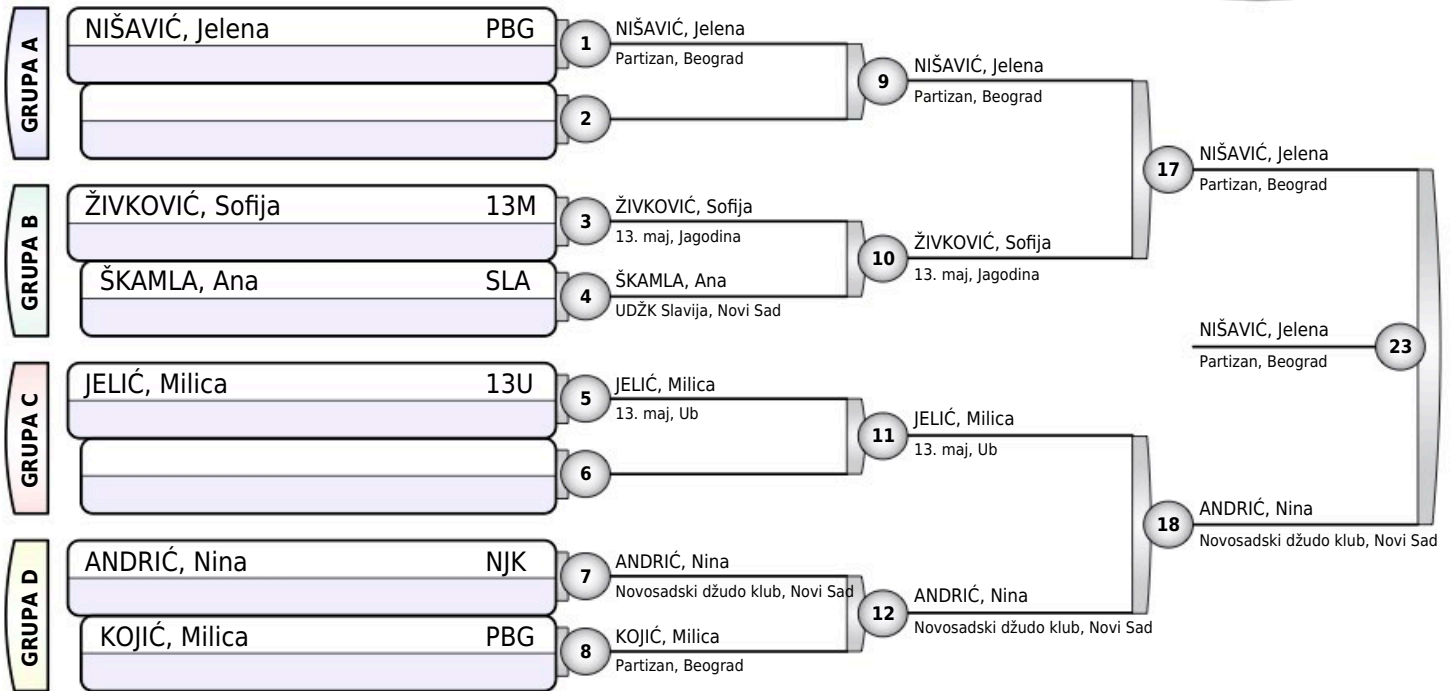 GRUPA A
NIŠAVIĆ, Jelena PBG
1
NIŠAVIĆ, Jelena
Partizan, Beograd
2
9
NIŠAVIĆ, Jelena
Partizan, Beograd
GRUPA B
ŽIVKOVIĆ, Sofija 13M
3
ŽIVKOVIĆ, Sofija
13. maj, Jagodina
ŠKAMLA, Ana SLA
4
ŠKAMLA, Ana
UDŽK Slavija, Novi Sad
10
ŽIVKOVIĆ, Sofija
13. maj, Jagodina
17
NIŠAVIĆ, Jelena
Partizan, Beograd
GRUPA C
JELIĆ, Milica 13U
5
JELIĆ, Milica
13. maj, Ub
6
11
JELIĆ, Milica
13. maj, Ub
GRUPA D
ANDRIĆ, Nina NJK
7
ANDRIĆ, Nina
Novosadski džudo klub, Novi Sad
KOJIĆ, Milica PBG
8
KOJIĆ, Milica
Partizan, Beograd
12
ANDRIĆ, Nina
Novosadski džudo klub, Novi Sad
18
ANDRIĆ, Nina
Novosadski džudo klub, Novi Sad
NIŠAVIĆ, Jelena
Partizan, Beograd
23